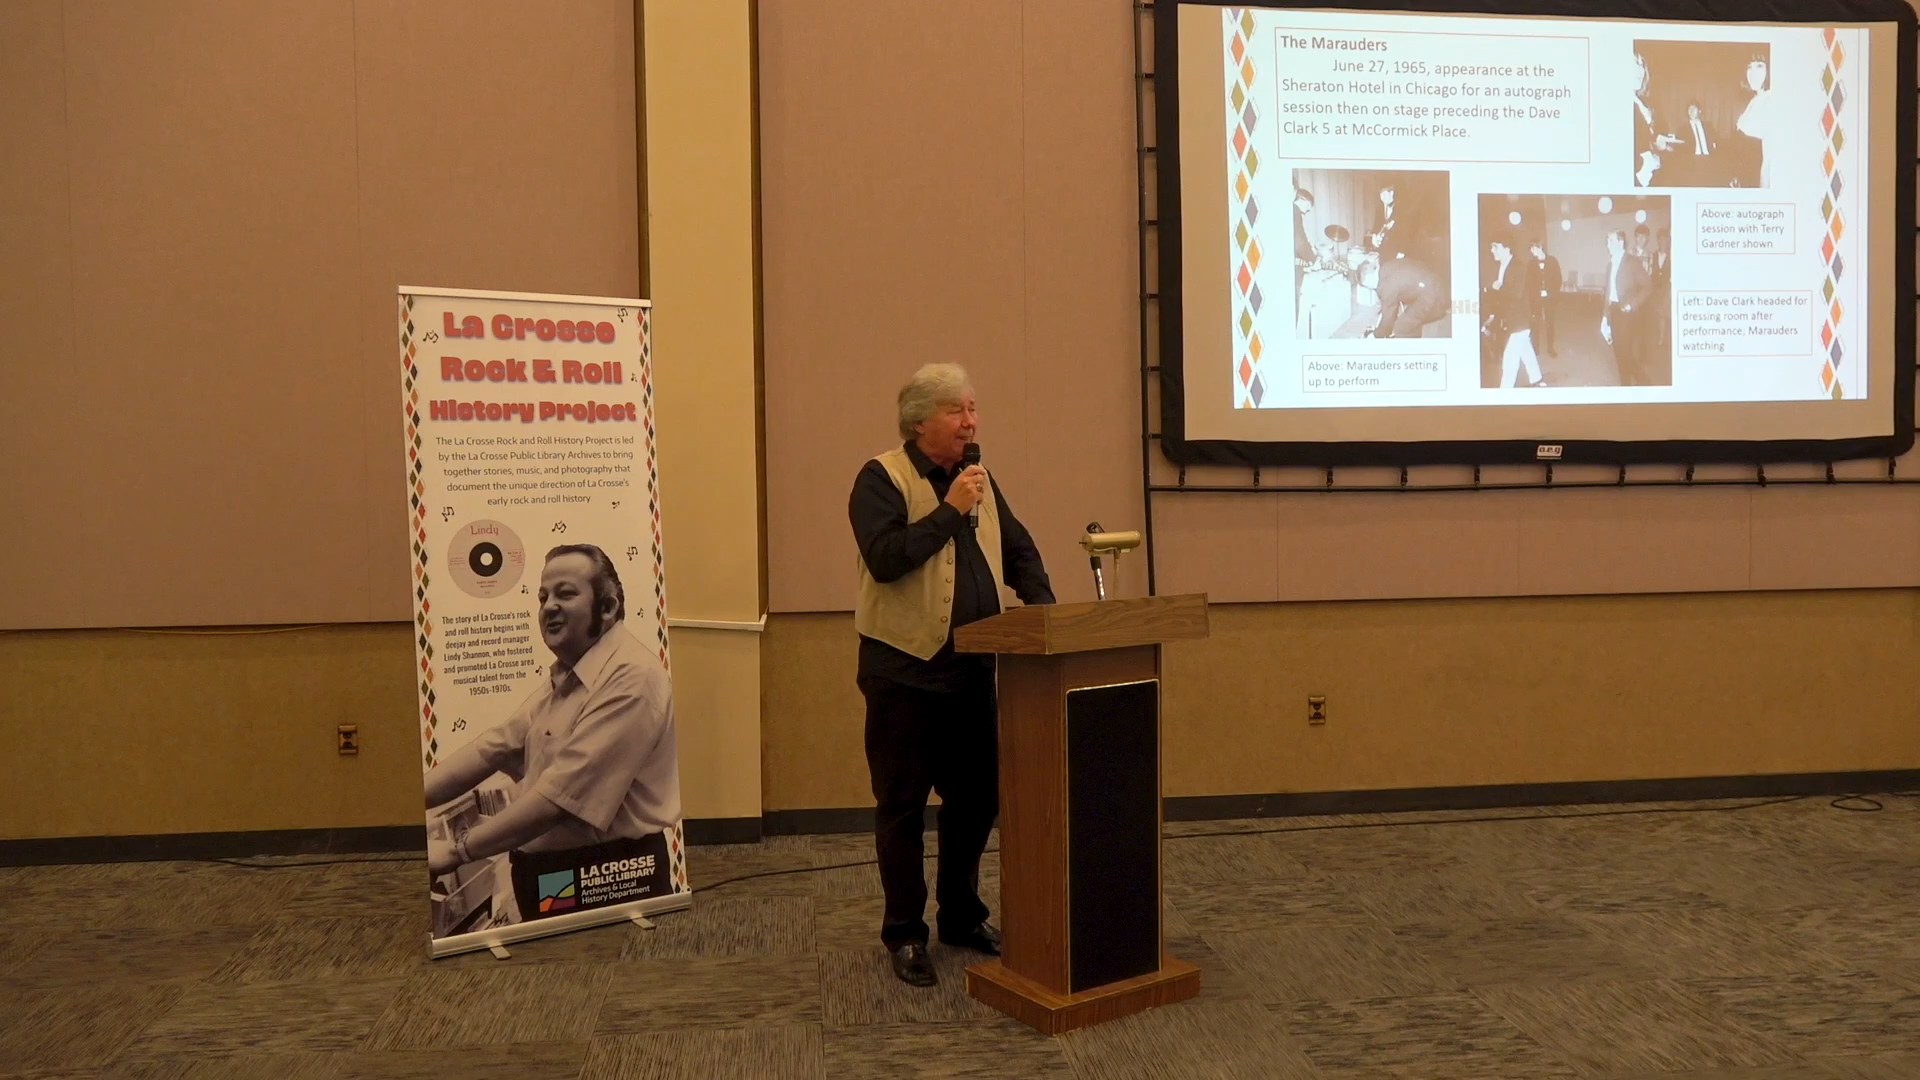 La Crosse
Rock & Roll
History Project
The La Crosse Rock and Roll History Project is led
by the La Crosse Public Library Archives to bring
together stories, music, and photography that
document the unique direction of La Crosse's
early rock and roll history.
Lindy
The story of La Crosse's rock
and roll history begins with
deejay and record manager
Lindy Shannon, who fostered
and promoted La Crosse area
musical talent from the
1950s-1970s.
LA CROSSE
PUBLIC LIBRARY
Archives & Local
History Department
The Marauders
June 27, 1965, appearance at the
Sheraton Hotel in Chicago for an autograph
session then on stage preceding the Dave
Clark 5 at McCormick Place.
Above: autograph
session with Terry
Gardner shown
Left: Dave Clark headed for
dressing room after
performance; Marauders
watching
Above: Marauders setting
up to perform
a.e.g